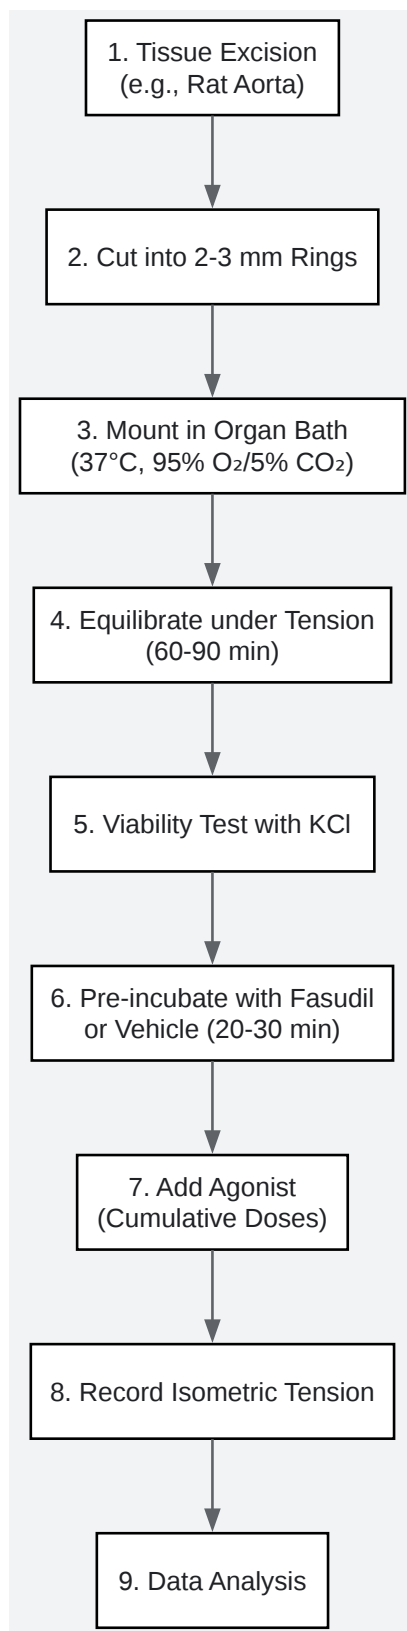 1. Tissue Excision
(e.g., Rat Aorta)
2. Cut into 2-3 mm Rings
3. Mount in Organ Bath
(37°C, 95% O₂/5% CO₂)
4. Equilibrate under Tension
(60-90 min)
5. Viability Test with KCl
6. Pre-incubate with Fasudil
or Vehicle (20-30 min)
7. Add Agonist
(Cumulative Doses)
8. Record Isometric Tension
9. Data Analysis